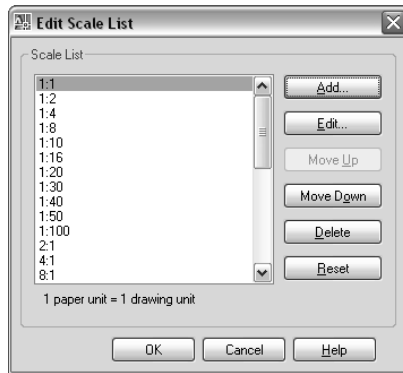 Edit Scale List
Scale List
1:1
1:2
1:4
1:8
1:10
1:16
1:20
1:30
1:40
1:50
1:100
2:1
4:1
8:1
Add...
Edit...
Move Up
Move Down
Delete
Reset
1 paper unit = 1 drawing unit
OK Cancel Help